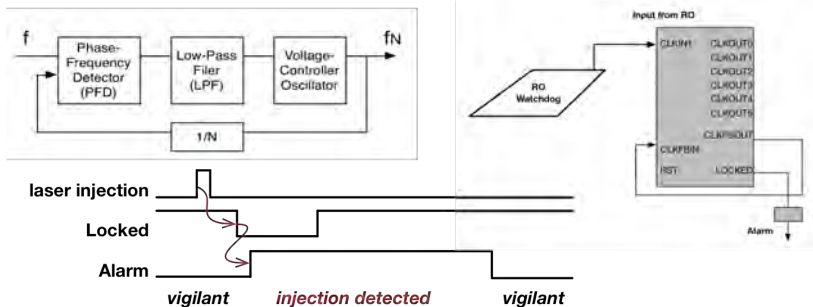 f
Phase-
Frequency
Detector
(PFD)
Low-Pass
Filer
(LPF)
Voltage-
Controller
Oscillator
fN
1/N
Input from RO
CLKIN1
CLKOUT0
CLKOUT1
CLKOUT2
CLKOUT3
CLKOUT4
CLKOUT5
RO
Watchdog
CLKFBOUT
CLKFBIN
RST
LOCKED
Alarm
laser injection
Locked
Alarm
vigilant
injection detected
vigilant